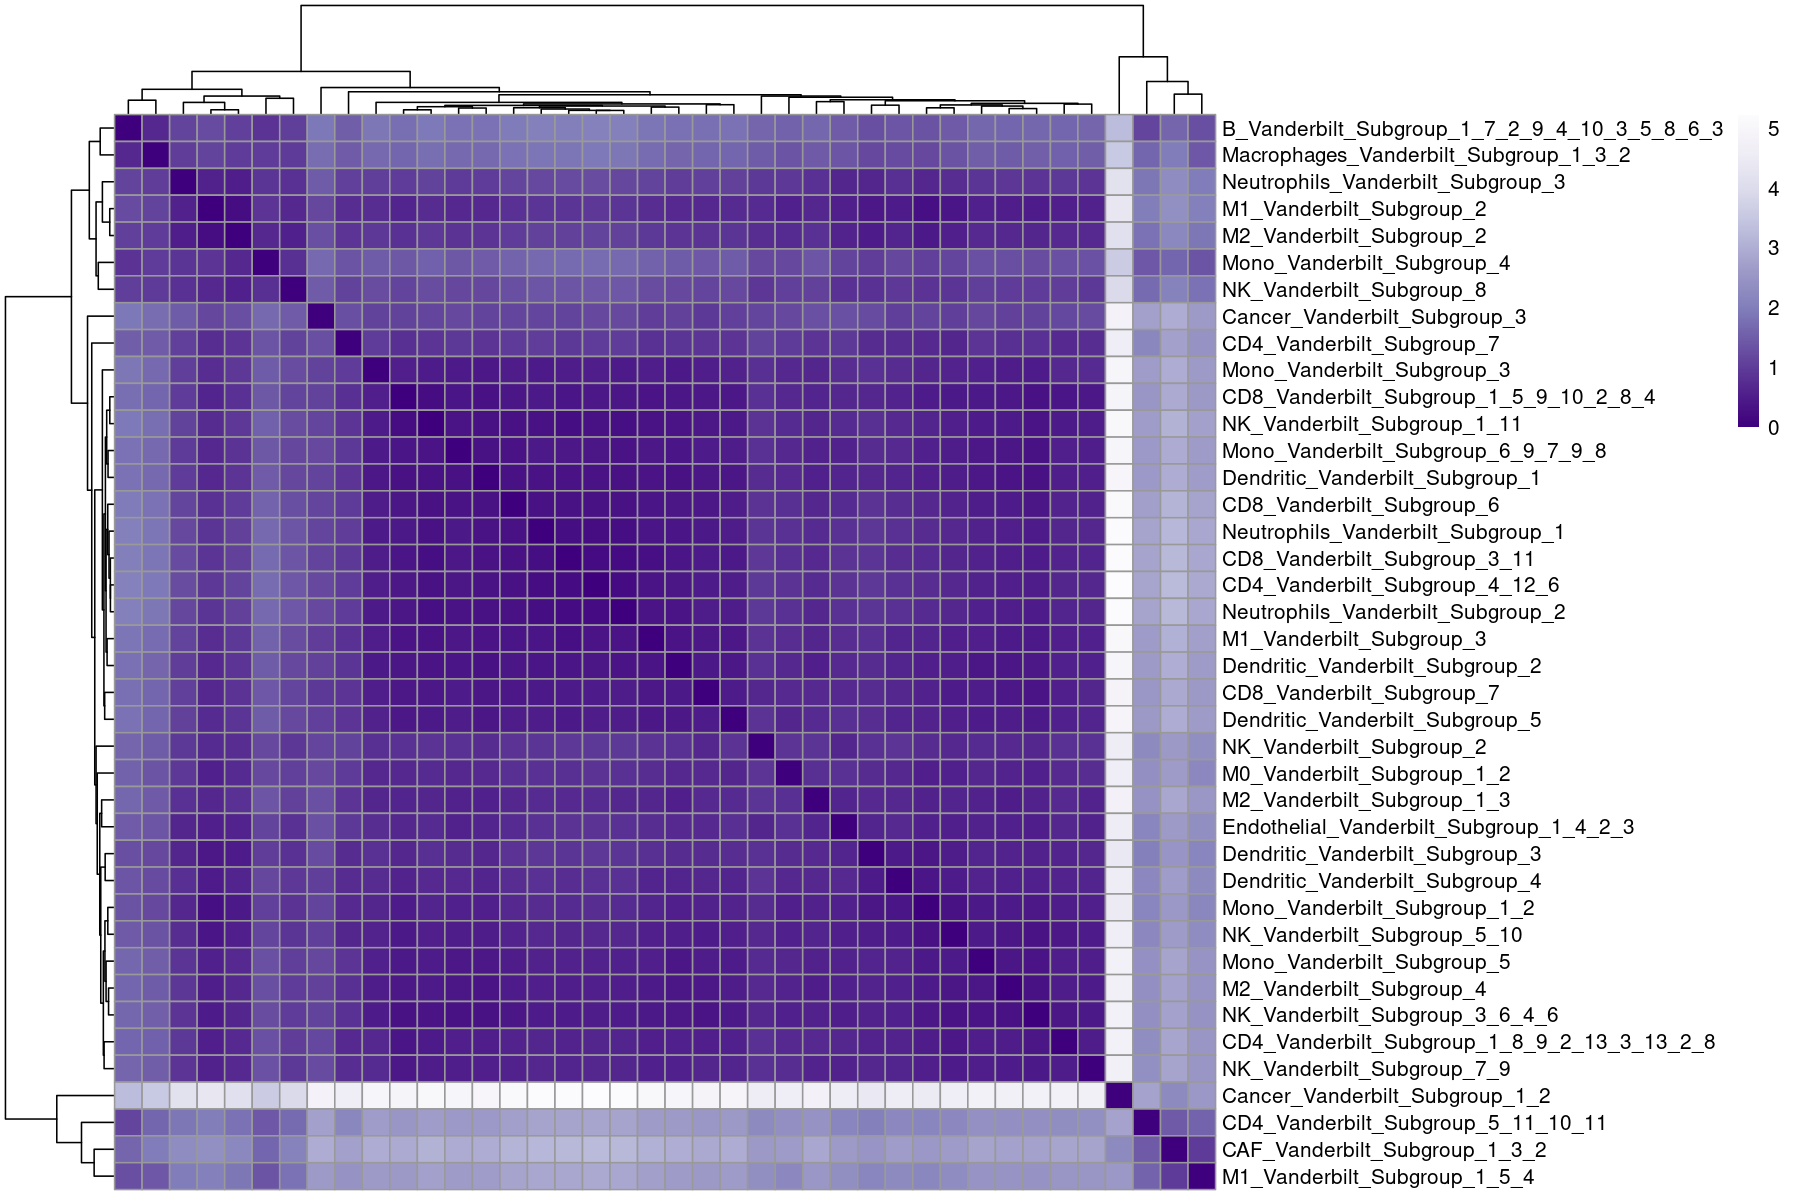 B_Vanderbilt_Subgroup_1_7_2_9_4_10_3_5_8_6_3
Macrophages_Vanderbilt_Subgroup_1_3_2
Neutrophils_Vanderbilt_Subgroup_3
M1_Vanderbilt_Subgroup_2
M2_Vanderbilt_Subgroup_2
Mono_Vanderbilt_Subgroup_4
NK_Vanderbilt_Subgroup_8
Cancer_Vanderbilt_Subgroup_3
CD4_Vanderbilt_Subgroup_7
Mono_Vanderbilt_Subgroup_3
CD8_Vanderbilt_Subgroup_1_5_9_10_2_8_4
NK_Vanderbilt_Subgroup_1_11
Mono_Vanderbilt_Subgroup_6_9_7_9_8
Dendritic_Vanderbilt_Subgroup_1
CD8_Vanderbilt_Subgroup_6
Neutrophils_Vanderbilt_Subgroup_1
CD8_Vanderbilt_Subgroup_3_11
CD4_Vanderbilt_Subgroup_4_12_6
Neutrophils_Vanderbilt_Subgroup_2
M1_Vanderbilt_Subgroup_3
Dendritic_Vanderbilt_Subgroup_2
CD8_Vanderbilt_Subgroup_7
Dendritic_Vanderbilt_Subgroup_5
NK_Vanderbilt_Subgroup_2
M0_Vanderbilt_Subgroup_1_2
M2_Vanderbilt_Subgroup_1_3
Endothelial_Vanderbilt_Subgroup_1_4_2_3
Dendritic_Vanderbilt_Subgroup_3
Dendritic_Vanderbilt_Subgroup_4
Mono_Vanderbilt_Subgroup_1_2
NK_Vanderbilt_Subgroup_5_10
Mono_Vanderbilt_Subgroup_5
M2_Vanderbilt_Subgroup_4
NK_Vanderbilt_Subgroup_3_6_4_6
CD4_Vanderbilt_Subgroup_1_8_9_2_13_3_13_2_8
NK_Vanderbilt_Subgroup_7_9
Cancer_Vanderbilt_Subgroup_1_2
CD4_Vanderbilt_Subgroup_5_11_10_11
CAF_Vanderbilt_Subgroup_1_3_2
M1_Vanderbilt_Subgroup_1_5_4
5
4
3
2
1
0